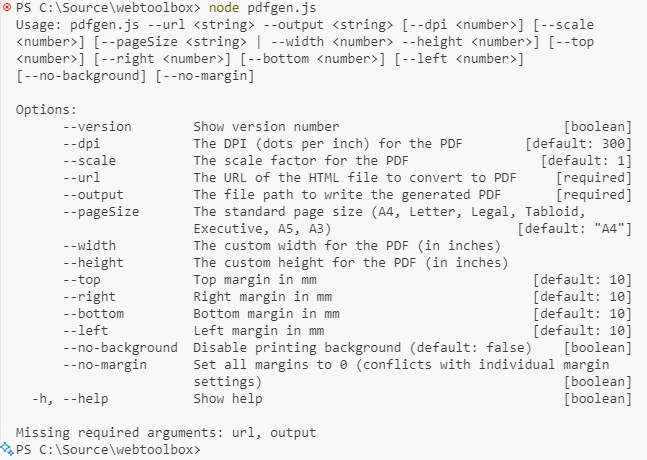 PS C:\Source\webtoolbox> node pdfgen.js
Usage: pdfgen.js --url <string> --output <string> [--dpi <number>] [--scale
<number>] [--pageSize <string> | --width <number> --height <number>] [--top
<number>] [--right <number>] [--bottom <number>] [--left <number>]
[--no-background] [--no-margin]

Options:
      --version        Show version number                            [boolean]
      --dpi            The DPI (dots per inch) for the PDF       [default: 300]
      --scale          The scale factor for the PDF                [default: 1]
      --url            The URL of the HTML file to convert to PDF    [required]
      --output         The file path to write the generated PDF      [required]
      --pageSize       The standard page size (A4, Letter, Legal, Tabloid,
                       Executive, A5, A3)                       [default: "A4"]
      --width          The custom width for the PDF (in inches)
      --height         The custom height for the PDF (in inches)
      --top            Top margin in mm                           [default: 10]
      --right          Right margin in mm                         [default: 10]
      --bottom         Bottom margin in mm                        [default: 10]
      --left           Left margin in mm                          [default: 10]
      --no-background  Disable printing background (default: false)   [boolean]
      --no-margin      Set all margins to 0 (conflicts with individual margin
                       settings)                                      [boolean]
  -h, --help           Show help                                      [boolean]

Missing required arguments: url, output
PS C:\Source\webtoolbox>